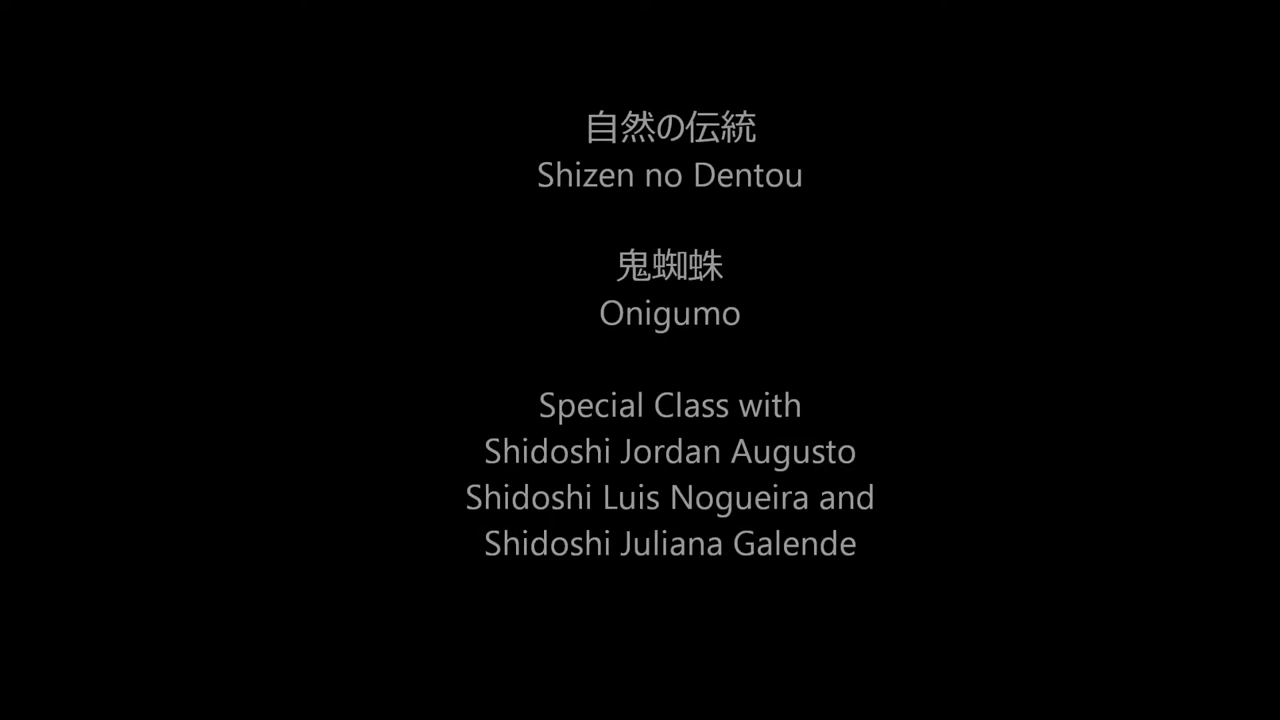 自然の伝統
Shizen no Dentou
鬼蜘蛛
Onigumo
Special Class with
Shidoshi Jordan Augusto
Shidoshi Luis Nogueira and
Shidoshi Juliana Galende